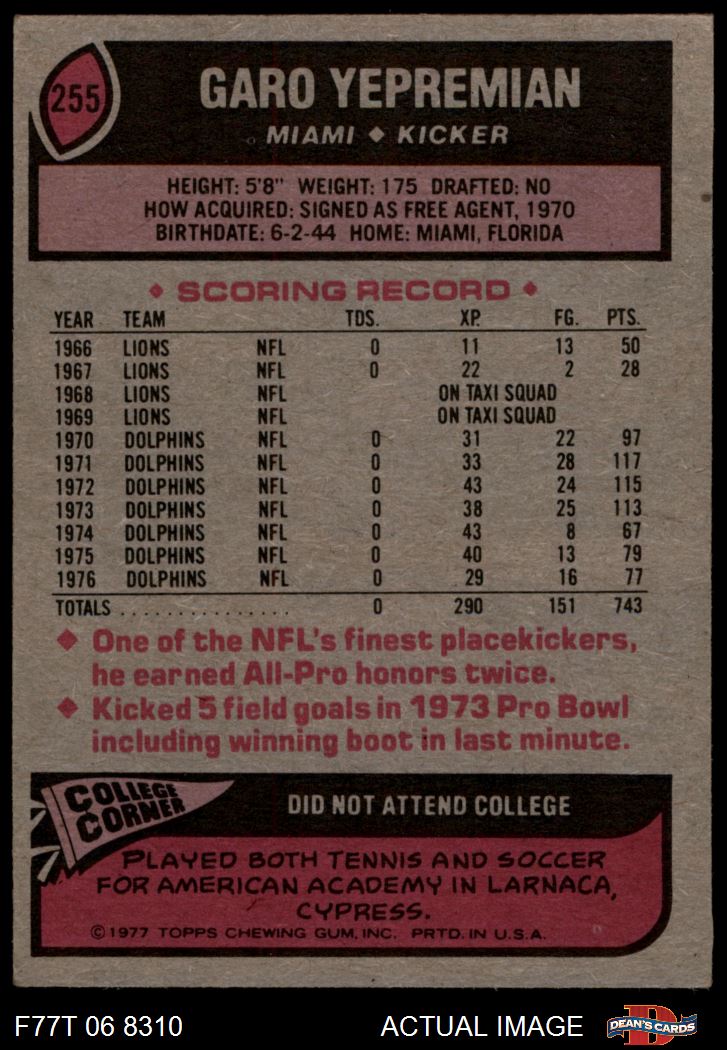 255
GARO YEPREMIAN
MIAMI ◆ KICKER
HEIGHT: 5'8" WEIGHT: 175 DRAFTED: NO
HOW ACQUIRED: SIGNED AS FREE AGENT, 1970
BIRTHDATE: 6-2-44 HOME: MIAMI, FLORIDA
◆ SCORING RECORD ◆
YEAR TEAM TDS. XP. FG. PTS.
1966 LIONS NFL 0 11 13 50
1967 LIONS NFL 0 22 2 28
1968 LIONS NFL ON TAXI SQUAD
1969 LIONS NFL ON TAXI SQUAD
1970 DOLPHINS NFL 0 31 22 97
1971 DOLPHINS NFL 0 33 28 117
1972 DOLPHINS NFL 0 43 24 115
1973 DOLPHINS NFL 0 38 25 113
1974 DOLPHINS NFL 0 43 8 67
1975 DOLPHINS NFL 0 40 13 79
1976 DOLPHINS NFL 0 29 16 77
TOTALS . . . . . . . . . . . . . . . 0 290 151 743
◆ One of the NFL's finest placekickers,
he earned All-Pro honors twice.
◆ Kicked 5 field goals in 1973 Pro Bowl
including winning boot in last minute.
COLLEGE
CORNER
DID NOT ATTEND COLLEGE
PLAYED BOTH TENNIS AND SOCCER
FOR AMERICAN ACADEMY IN LARNACA,
CYPRESS.
© 1977 TOPPS CHEWING GUM, INC. PRTD. IN U.S.A.
F77T 06 8310 ACTUAL IMAGE
D
DEAN'S CARDS